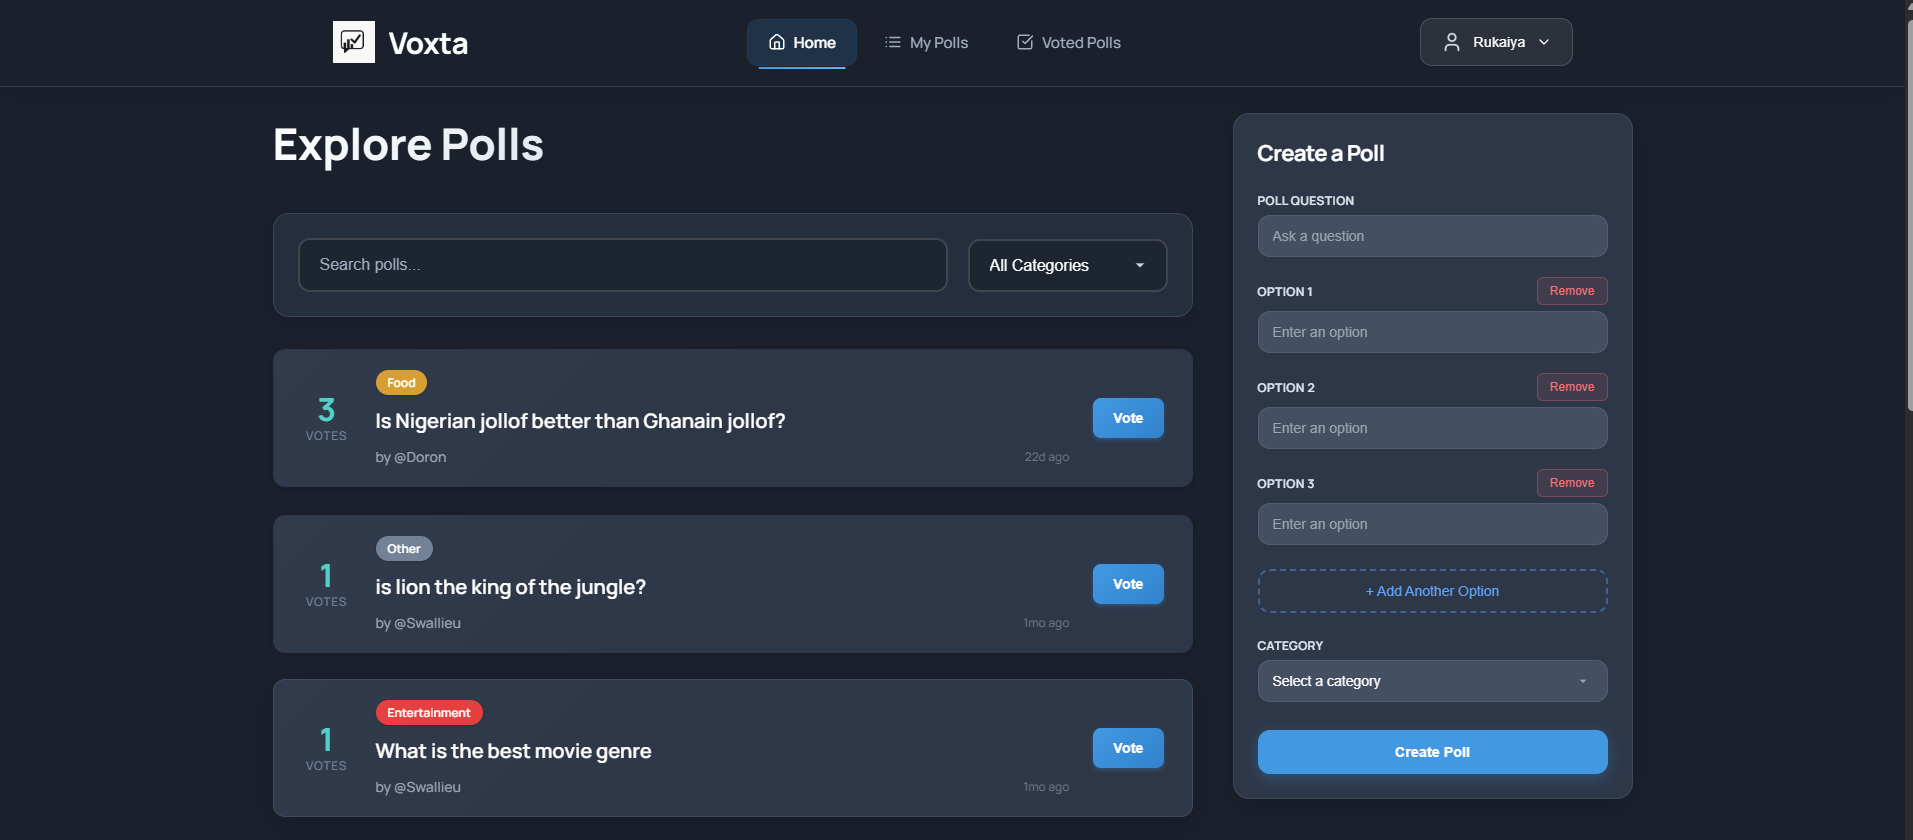 Voxta
Home
My Polls
Voted Polls
Rukaiya
Explore Polls
Search polls...
All Categories
3
VOTES
Food
Is Nigerian jollof better than Ghanain jollof?
by @Doron
22d ago
Vote
1
VOTES
Other
is lion the king of the jungle?
by @Swallieu
1mo ago
Vote
1
VOTES
Entertainment
What is the best movie genre
by @Swallieu
1mo ago
Vote
Create a Poll
POLL QUESTION
Ask a question
OPTION 1
Remove
Enter an option
OPTION 2
Remove
Enter an option
OPTION 3
Remove
Enter an option
+ Add Another Option
CATEGORY
Select a category
Create Poll